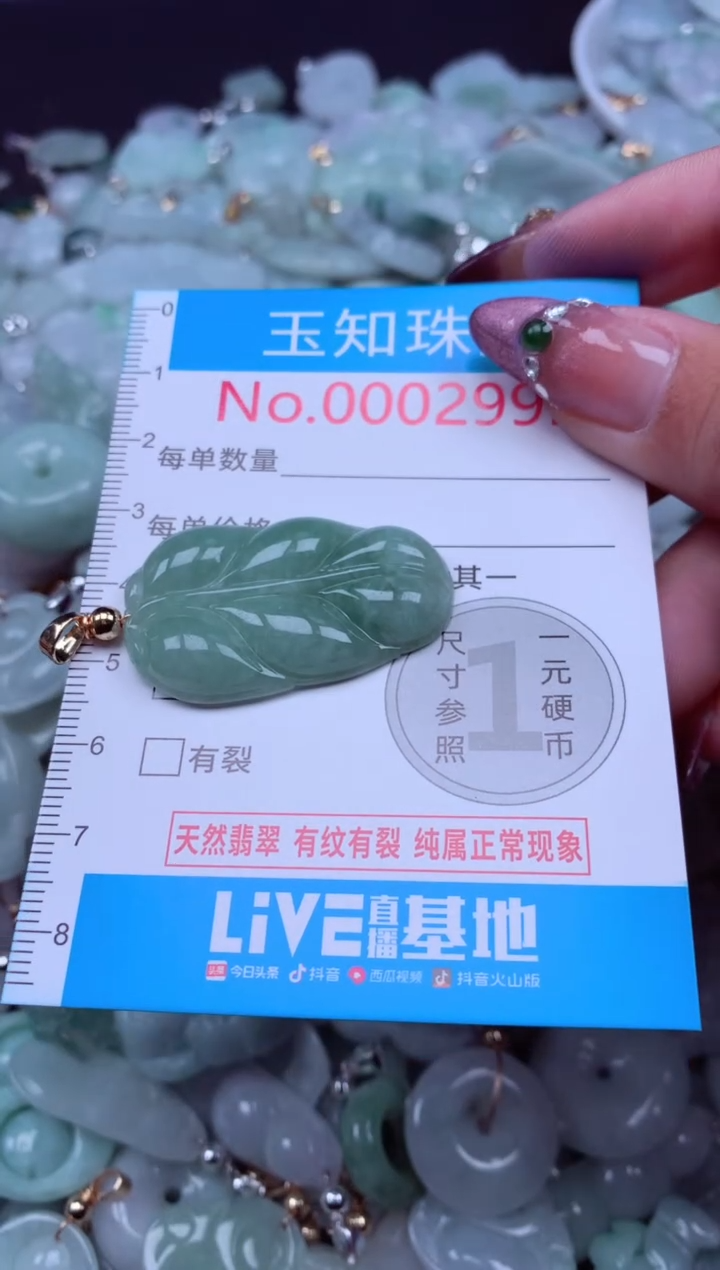 0
玉知珠
1
No.000299
2
每单数量
3
每单价格
其一
4
5
尺寸参照
1
一元硬币
6
有裂
7
天然翡翠 有纹有裂 纯属正常现象
8
LiVE直播基地
头条 今日头条 抖音 西瓜视频 抖音火山版